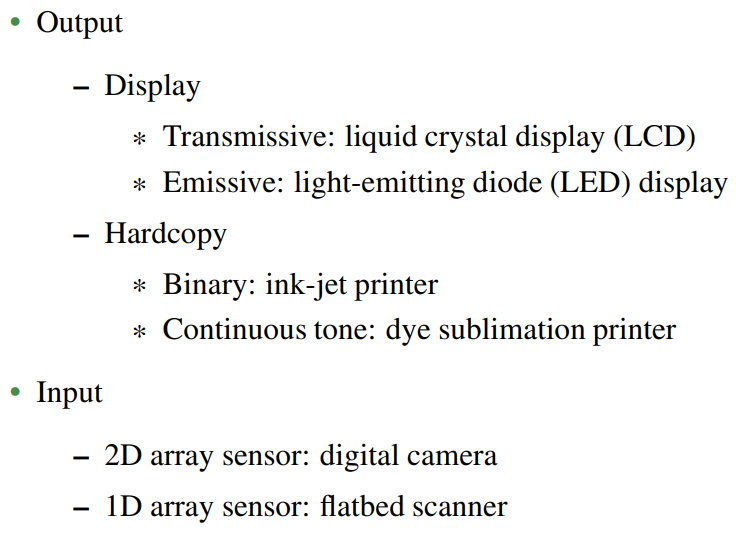 • Output
– Display
∗ Transmissive: liquid crystal display (LCD)
∗ Emissive: light-emitting diode (LED) display
– Hardcopy
∗ Binary: ink-jet printer
∗ Continuous tone: dye sublimation printer
• Input
– 2D array sensor: digital camera
– 1D array sensor: flatbed scanner